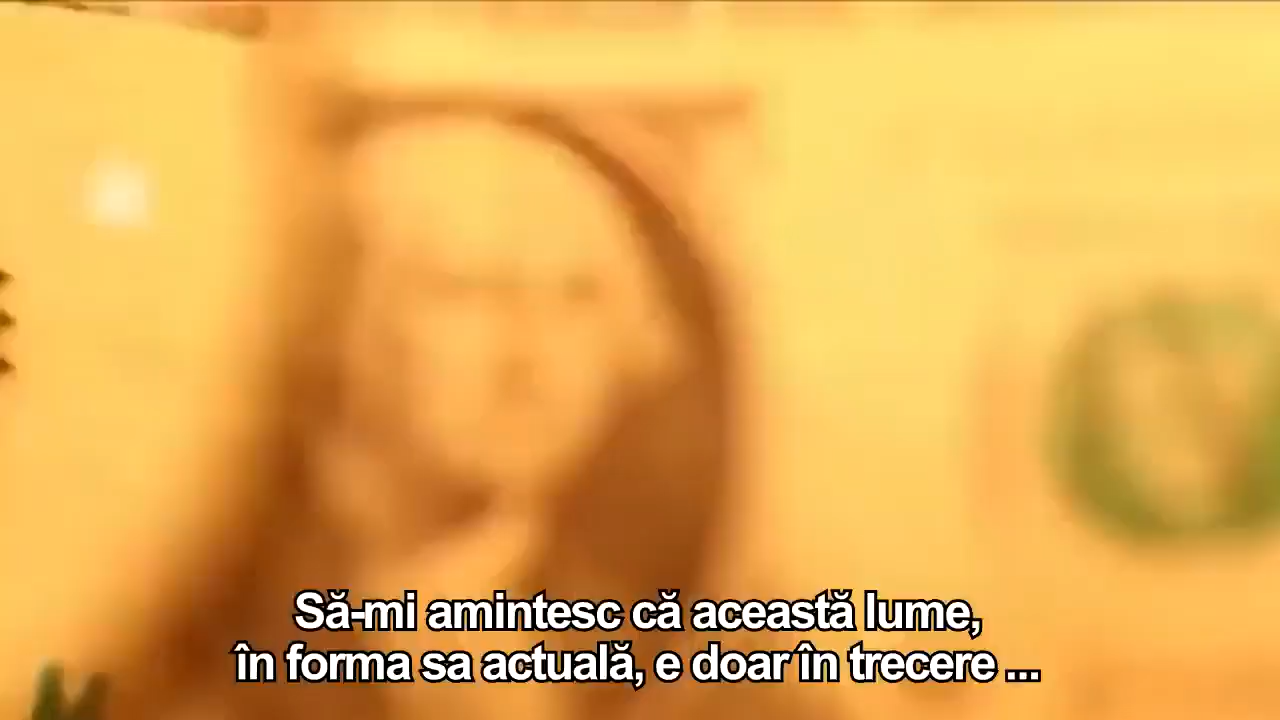 Să-mi amintesc că această lume,
în forma sa actuală, e doar în trecere ...